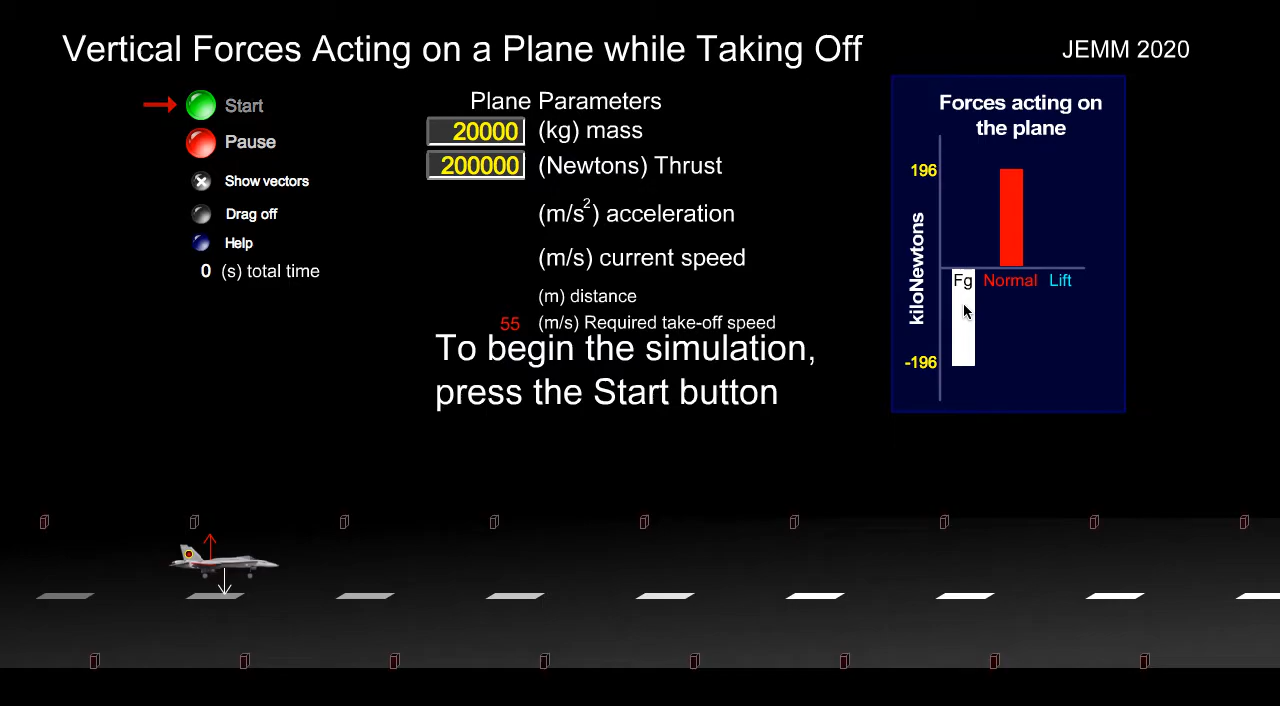 Vertical Forces Acting on a Plane while Taking Off
JEMM 2020
Start
Pause
Show vectors
Drag off
Help
0 (s) total time
Plane Parameters
20000 (kg) mass
200000 (Newtons) Thrust
(m/s2) acceleration
(m/s) current speed
(m) distance
55 (m/s) Required take-off speed
To begin the simulation,
press the Start button
Forces acting on
the plane
196
kiloNewtons
Fg Normal Lift
-196